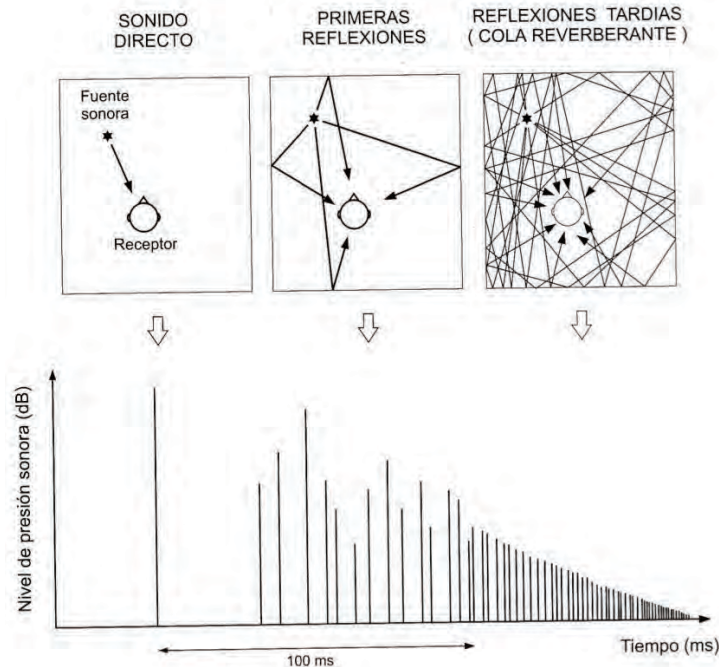 SONIDO
DIRECTO
PRIMERAS
REFLEXIONES
REFLEXIONES TARDIAS
( COLA REVERBERANTE )
Fuente
sonora
Receptor
Nivel de presión sonora (dB)
Tiempo (ms)
100 ms